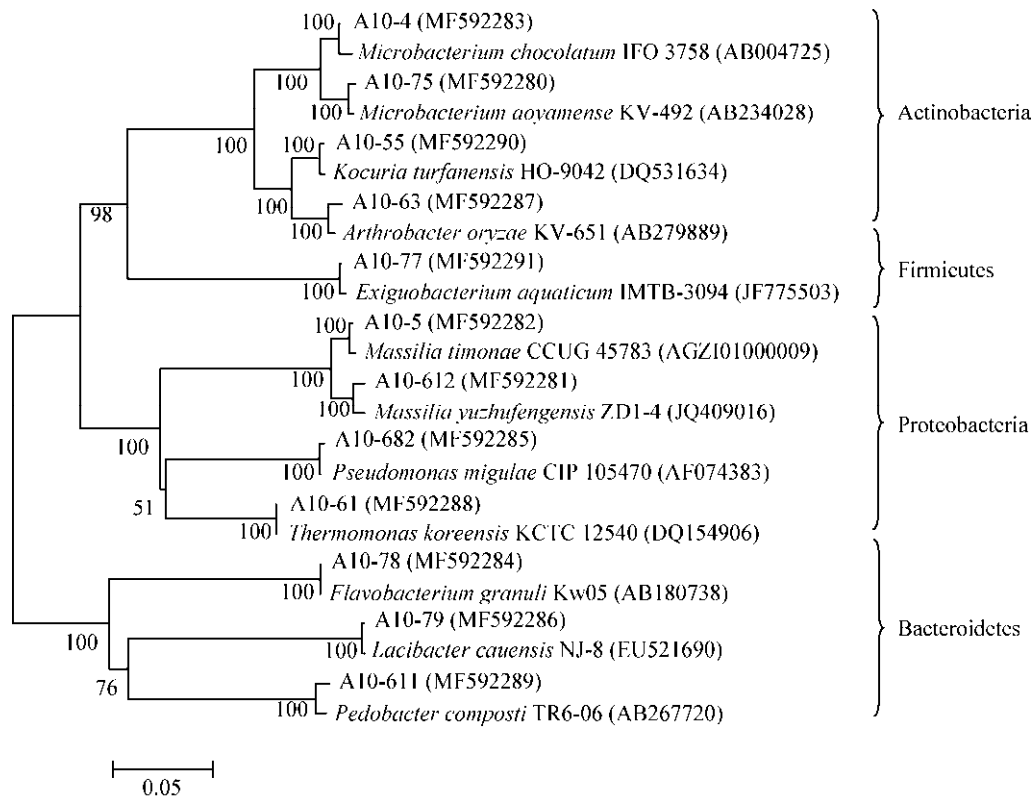 100
A10-4 (MF592283)
Microbacterium chocolatum IFO 3758 (AB004725)
100
A10-75 (MF592280)
100
Microbacterium aoyamense KV-492 (AB234028)
Actinobacteria
100
100
A10-55 (MF592290)
Kocuria turfanensis HO-9042 (DQ531634)
100
A10-63 (MF592287)
98
100
Arthrobacter oryzae KV-651 (AB279889)
A10-77 (MF592291)
Firmicutes
100
Exiguobacterium aquaticum IMTB-3094 (JF775503)
100
A10-5 (MF592282)
Massilia timonae CCUG 45783 (AGZI01000009)
100
A10-612 (MF592281)
100
Massilia yuzhufengensis ZD1-4 (JQ409016)
Proteobacteria
100
A10-682 (MF592285)
100
Pseudomonas migulae CIP 105470 (AF074383)
51
A10-61 (MF592288)
100
Thermomonas koreensis KCTC 12540 (DQ154906)
A10-78 (MF592284)
100
Flavobacterium granuli Kw05 (AB180738)
A10-79 (MF592286)
Bacteroidetes
100
100
Lacibacter cauensis NJ-8 (EU521690)
76
A10-611 (MF592289)
100
Pedobacter composti TR6-06 (AB267720)
0.05